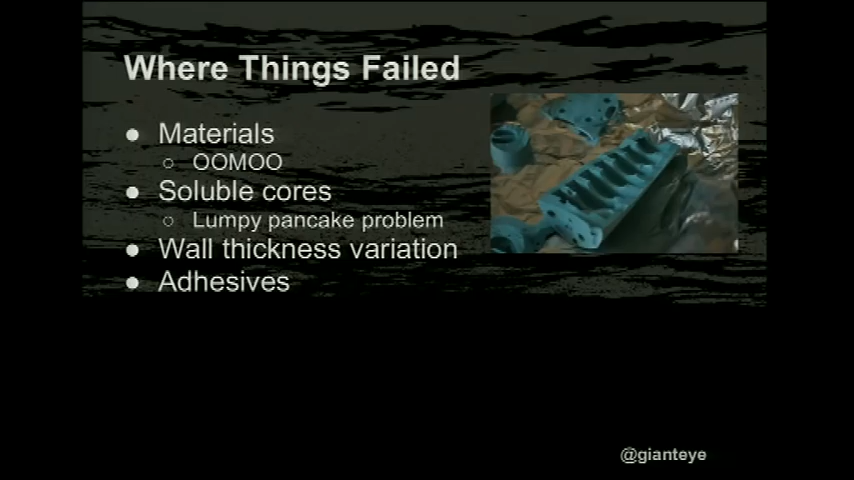 Where Things Failed
● Materials
○ OOMOO
● Soluble cores
○ Lumpy pancake problem
● Wall thickness variation
● Adhesives
@gianteye